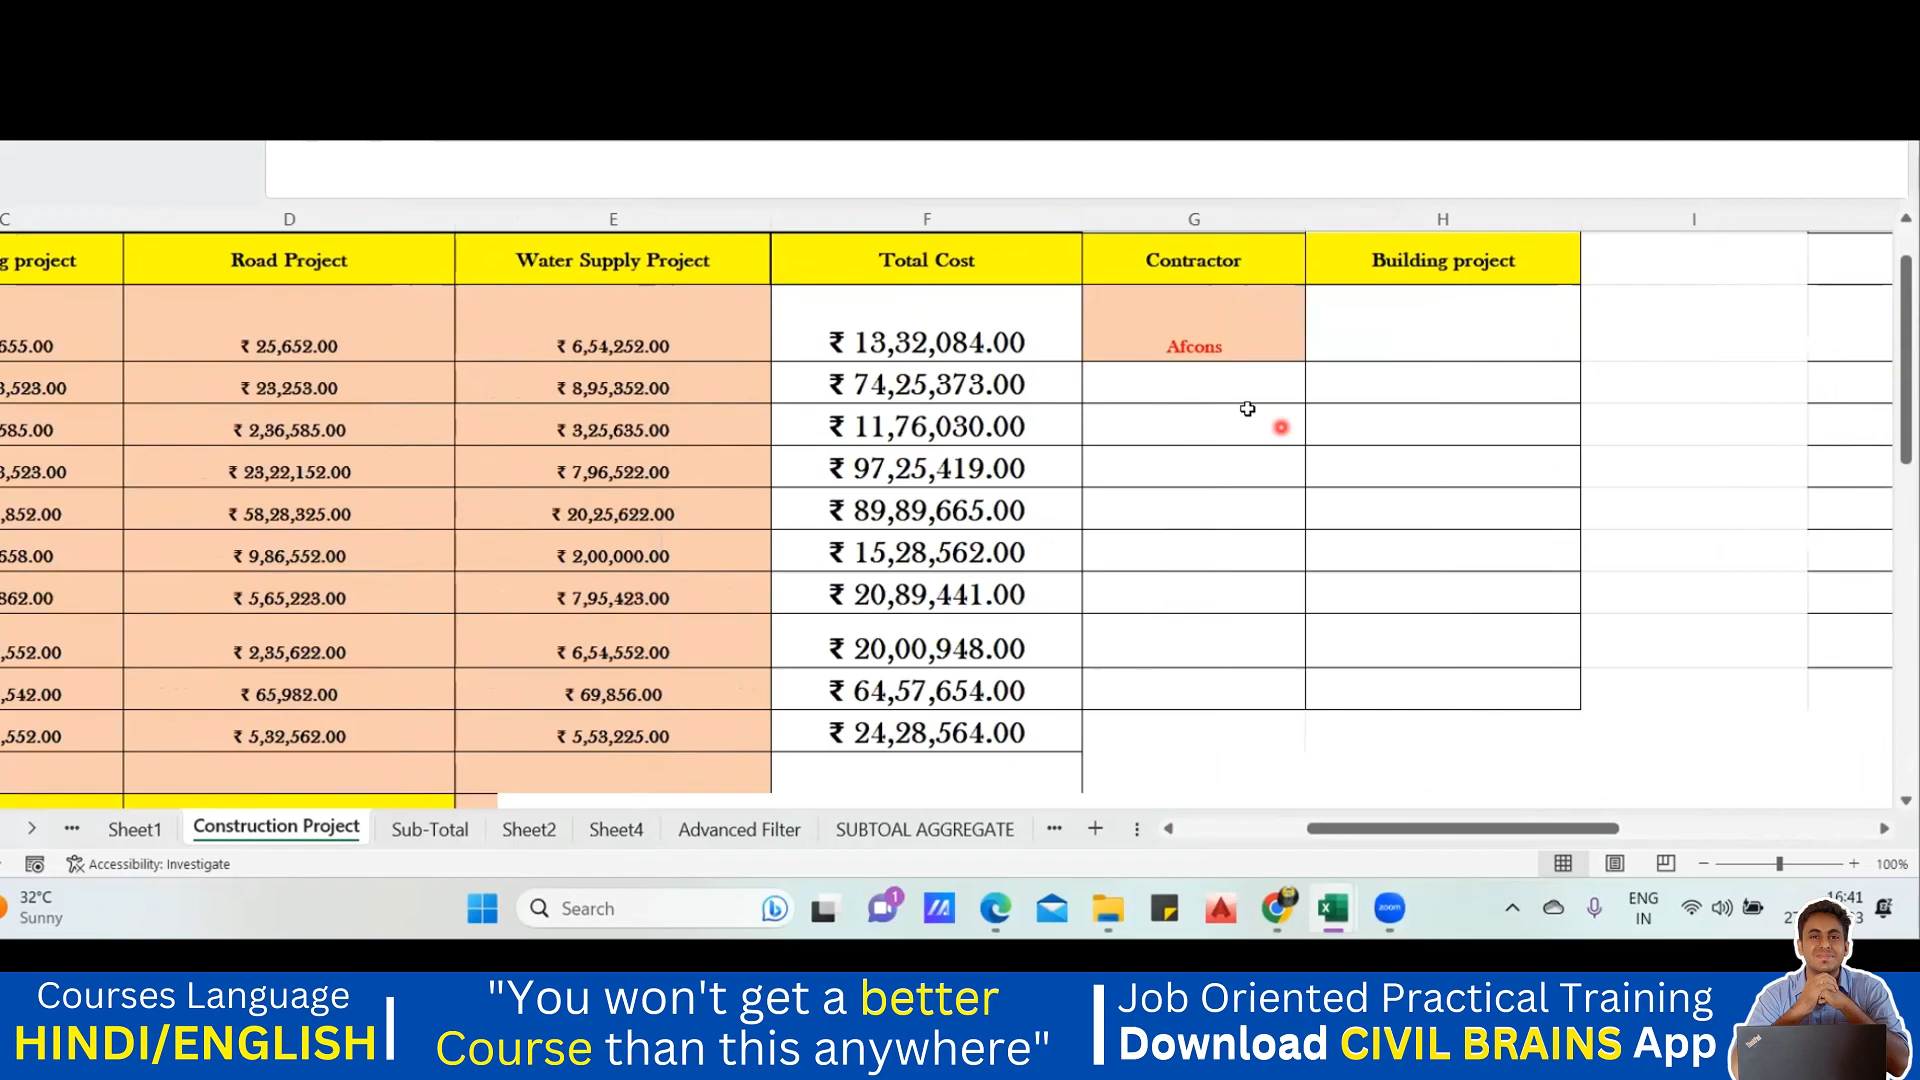 C D E F G H I
g project Road Project Water Supply Project Total Cost Contractor Building project
655.00 ₹ 25,652.00 ₹ 6,54,252.00 ₹ 13,32,084.00 Afcons
3,523.00 ₹ 23,253.00 ₹ 8,95,352.00 ₹ 74,25,373.00
585.00 ₹ 2,36,585.00 ₹ 3,25,635.00 ₹ 11,76,030.00
3,523.00 ₹ 23,22,152.00 ₹ 7,96,522.00 ₹ 97,25,419.00
,852.00 ₹ 58,28,325.00 ₹ 20,25,622.00 ₹ 89,89,665.00
658.00 ₹ 9,86,552.00 ₹ 2,00,000.00 ₹ 15,28,562.00
362.00 ₹ 5,65,223.00 ₹ 7,95,423.00 ₹ 20,89,441.00
,552.00 ₹ 2,35,622.00 ₹ 6,54,552.00 ₹ 20,00,948.00
,542.00 ₹ 65,982.00 ₹ 69,856.00 ₹ 64,57,654.00
,552.00 ₹ 5,32,562.00 ₹ 5,53,225.00 ₹ 24,28,564.00
Sheet1 Construction Project Sub-Total Sheet2 Sheet4 Advanced Filter SUBTOAL AGGREGATE
Accessibility: Investigate 100%
32°C
Sunny
Search
1
zoom
ENG
IN
16:41
Courses Language
HINDI/ENGLISH
"You won't get a better
Course than this anywhere"
Job Oriented Practical Training
Download CIVIL BRAINS App